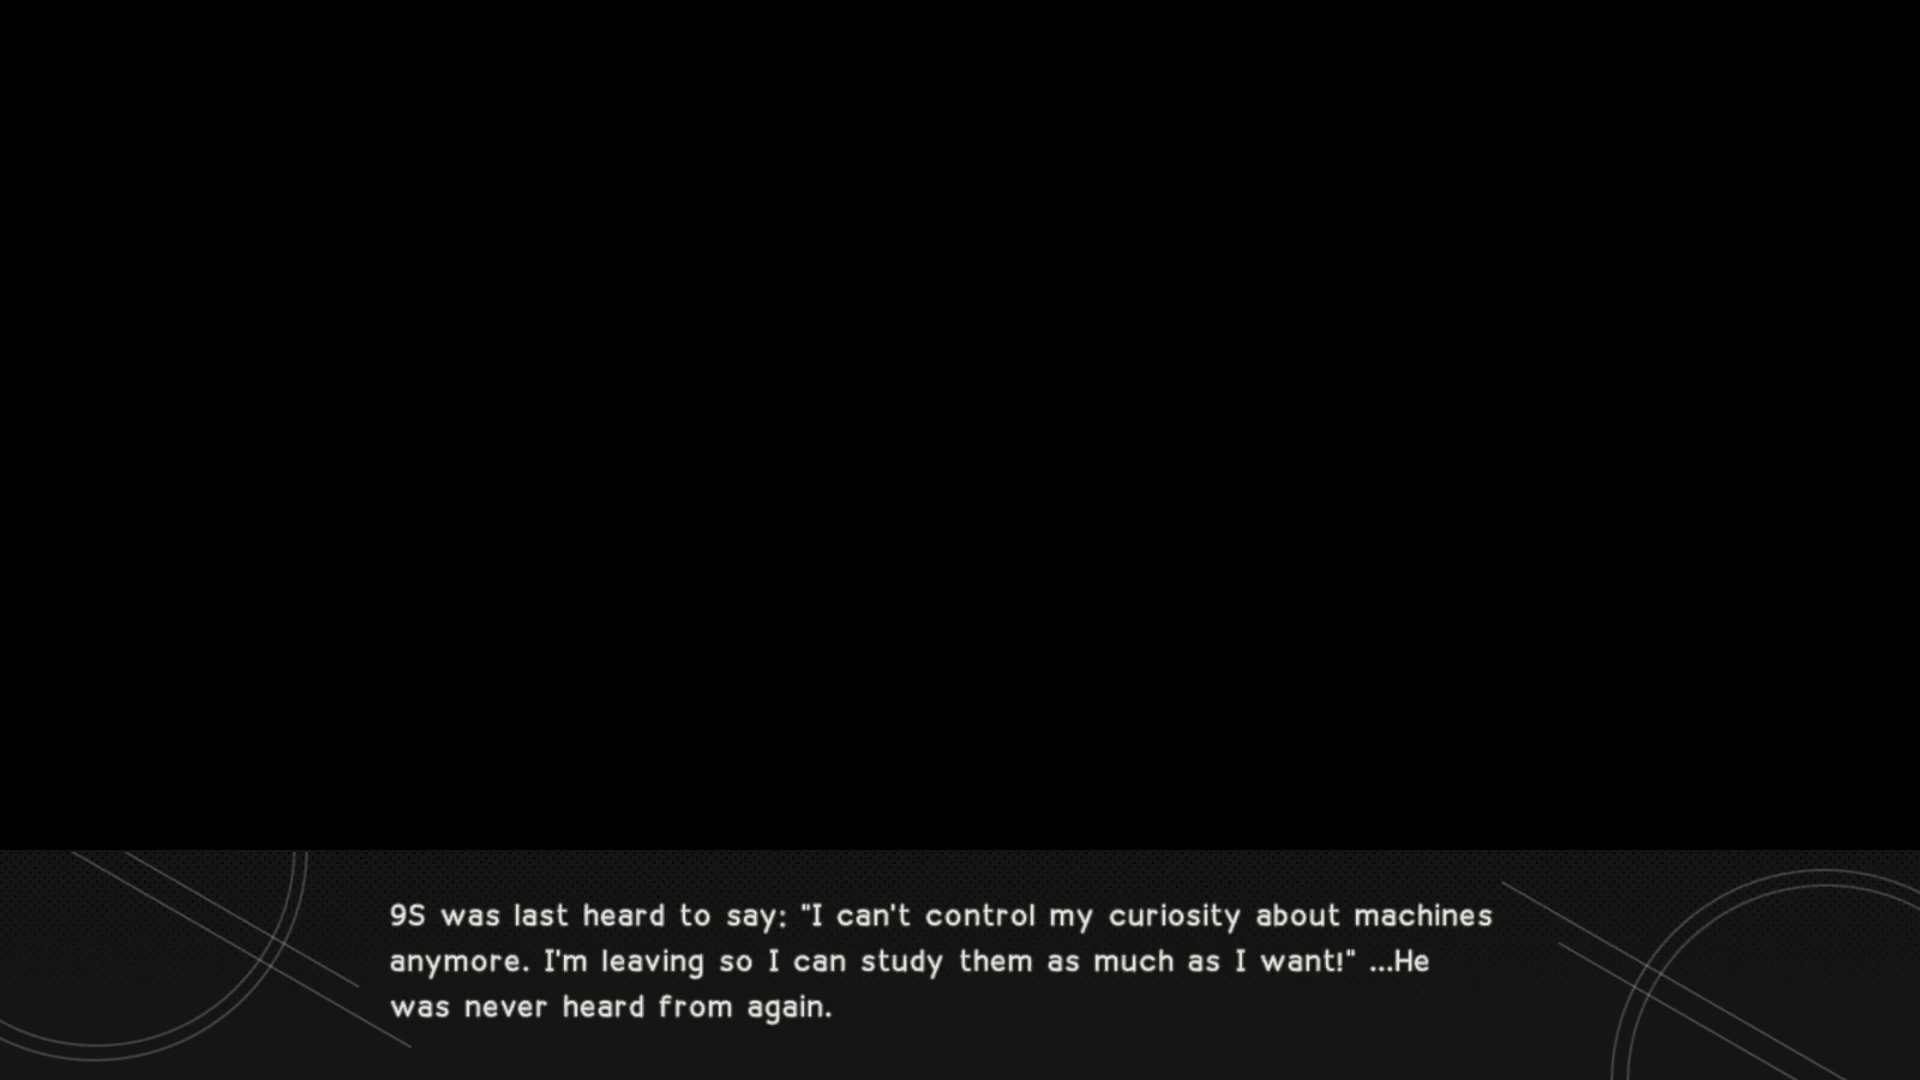 9S was last heard to say: "I can't control my curiosity about machines
anymore. I'm leaving so I can study them as much as I want!" ...He
was never heard from again.